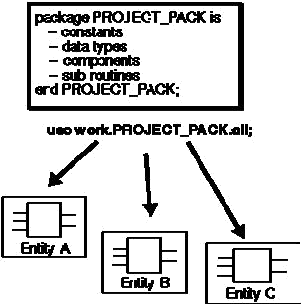 package PROJECT_PACK is
– constants
– data types
– components
– sub routines
end PROJECT_PACK;
use work.PROJECT_PACK.all;
Entity A
Entity B
Entity C